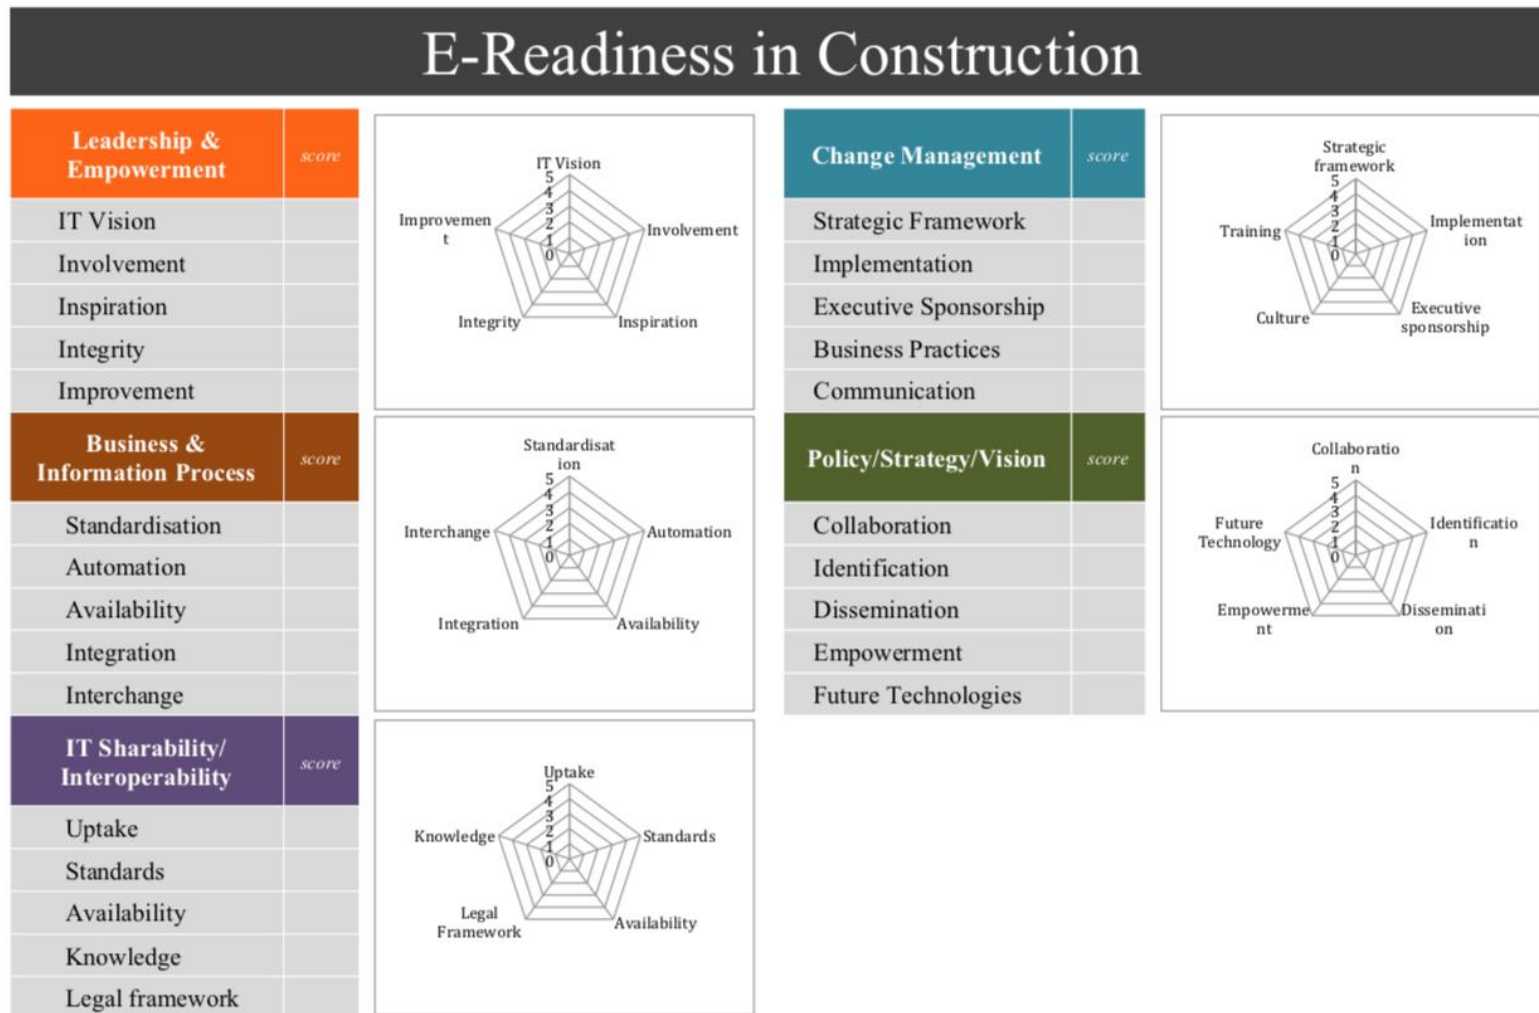 E-Readiness in Construction
Leadership &
Empowerment
score
IT Vision
Involvement
Inspiration
Integrity
Improvement
IT Vision
5
4
3
2
1
0
Involvement
Inspiration
Integrity
Improvemen
t
Business &
Information Process
score
Standardisation
Automation
Availability
Integration
Interchange
Standardisat
ion
5
4
3
2
1
0
Automation
Availability
Integration
Interchange
IT Sharability/
Interoperability
score
Uptake
Standards
Availability
Knowledge
Legal framework
Uptake
5
4
3
2
1
0
Standards
Availability
Legal
Framework
Knowledge
Change Management
score
Strategic Framework
Implementation
Executive Sponsorship
Business Practices
Communication
Strategic
framework
5
4
3
2
1
0
Implementat
ion
Executive
sponsorship
Culture
Training
Policy/Strategy/Vision
score
Collaboration
Identification
Dissemination
Empowerment
Future Technologies
Collaboratio
n
5
4
3
2
1
0
Identificatio
n
Disseminati
on
Empowerme
nt
Future
Technology